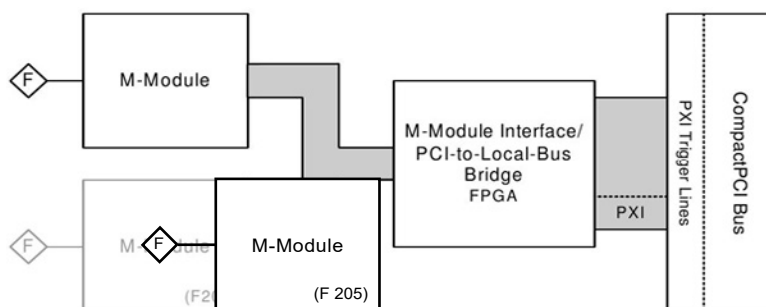 F
M-Module
M-Module Interface/
PCI-to-Local-Bus
Bridge
FPGA
PXI
PXI Trigger Lines
CompactPCI Bus
F
F
M-Module
(F 205)